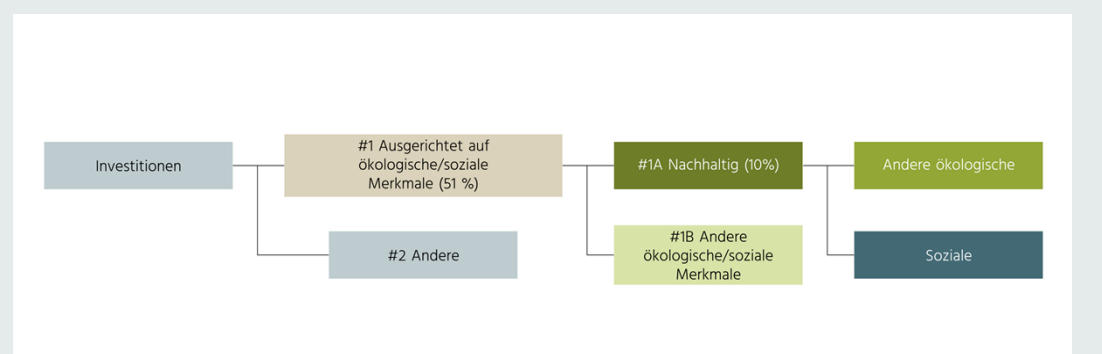 Investitionen
#1 Ausgerichtet auf
ökologische/soziale
Merkmale (51 %)
#1A Nachhaltig (10%)
Andere ökologische
#2 Andere
#1B Andere
ökologische/soziale
Merkmale
Soziale